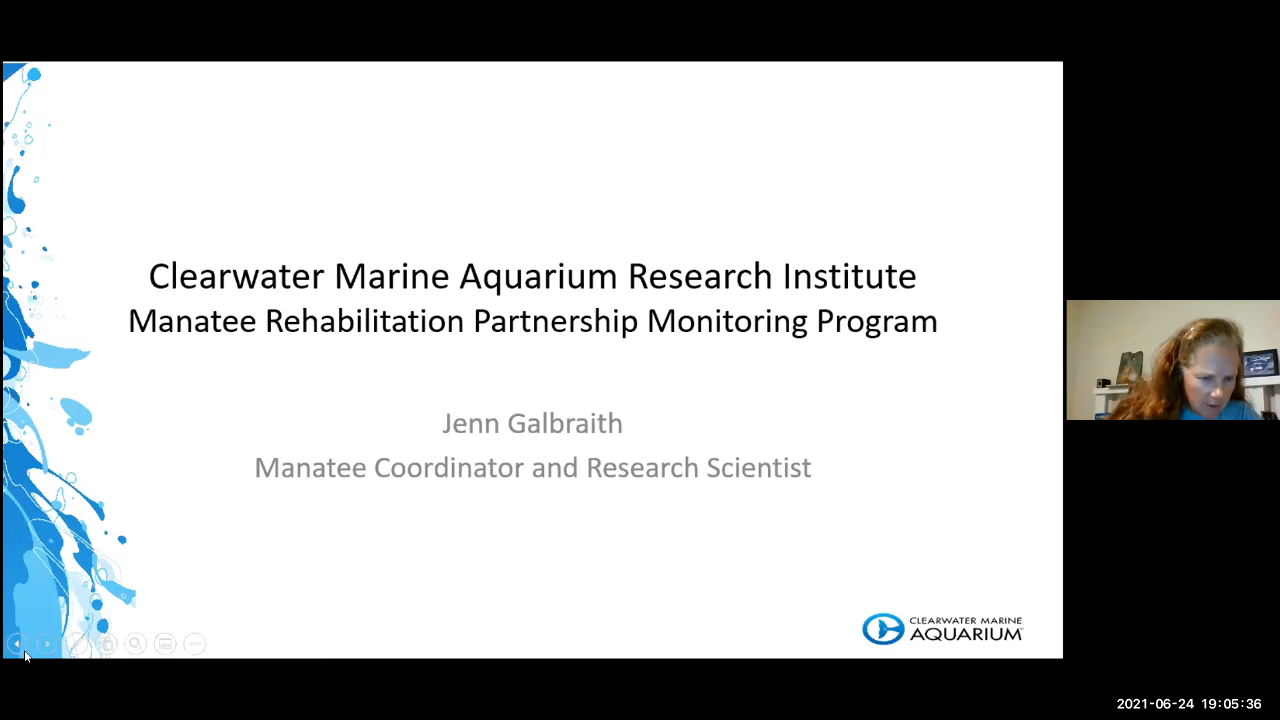 Clearwater Marine Aquarium Research Institute
Manatee Rehabilitation Partnership Monitoring Program
Jenn Galbraith
Manatee Coordinator and Research Scientist
CLEARWATER MARINE
AQUARIUM
2021-06-24 19:05:36